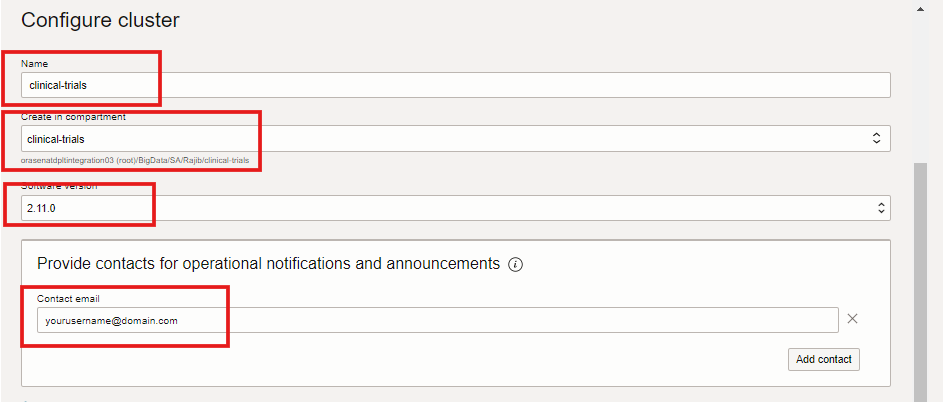 Configure cluster
Name
clinical-trials
Create in compartment
clinical-trials
orasenatdpltintegration03 (root)/BigData/SA/Rajib/clinical-trials
Software version
2.11.0
Provide contacts for operational notifications and announcements
Contact email
yourusername@domain.com
Add contact